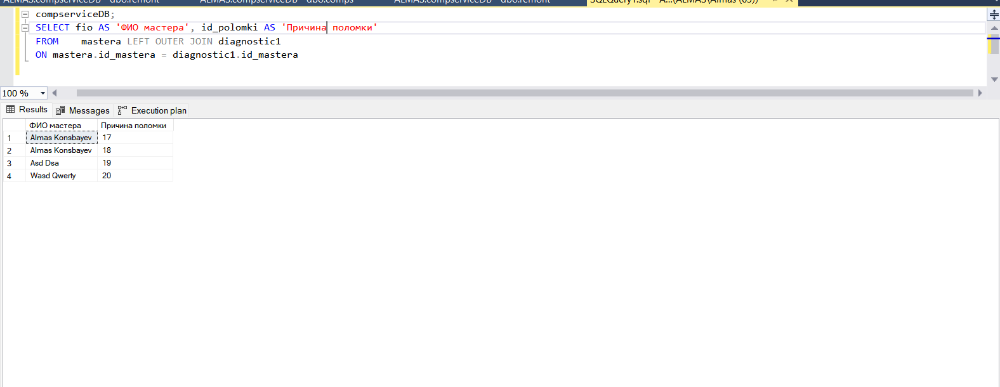 ALMAS.compserviceDB - dbo.remont ALMAS.compserviceDB - dbo.comps ALMAS.compserviceDB - dbo.remont SQLQuery1.sql - A...(ALMAS\Almas (65))*
compserviceDB;
SELECT fio AS 'ФИО мастера', id_polomki AS 'Причина поломки'
FROM    mastera LEFT OUTER JOIN diagnostic1
ON mastera.id_mastera = diagnostic1.id_mastera
100 %
Results Messages Execution plan
ФИО мастера Причина поломки
1 Almas Konsbayev 17
2 Almas Konsbayev 18
3 Asd Dsa 19
4 Wasd Qwerty 20